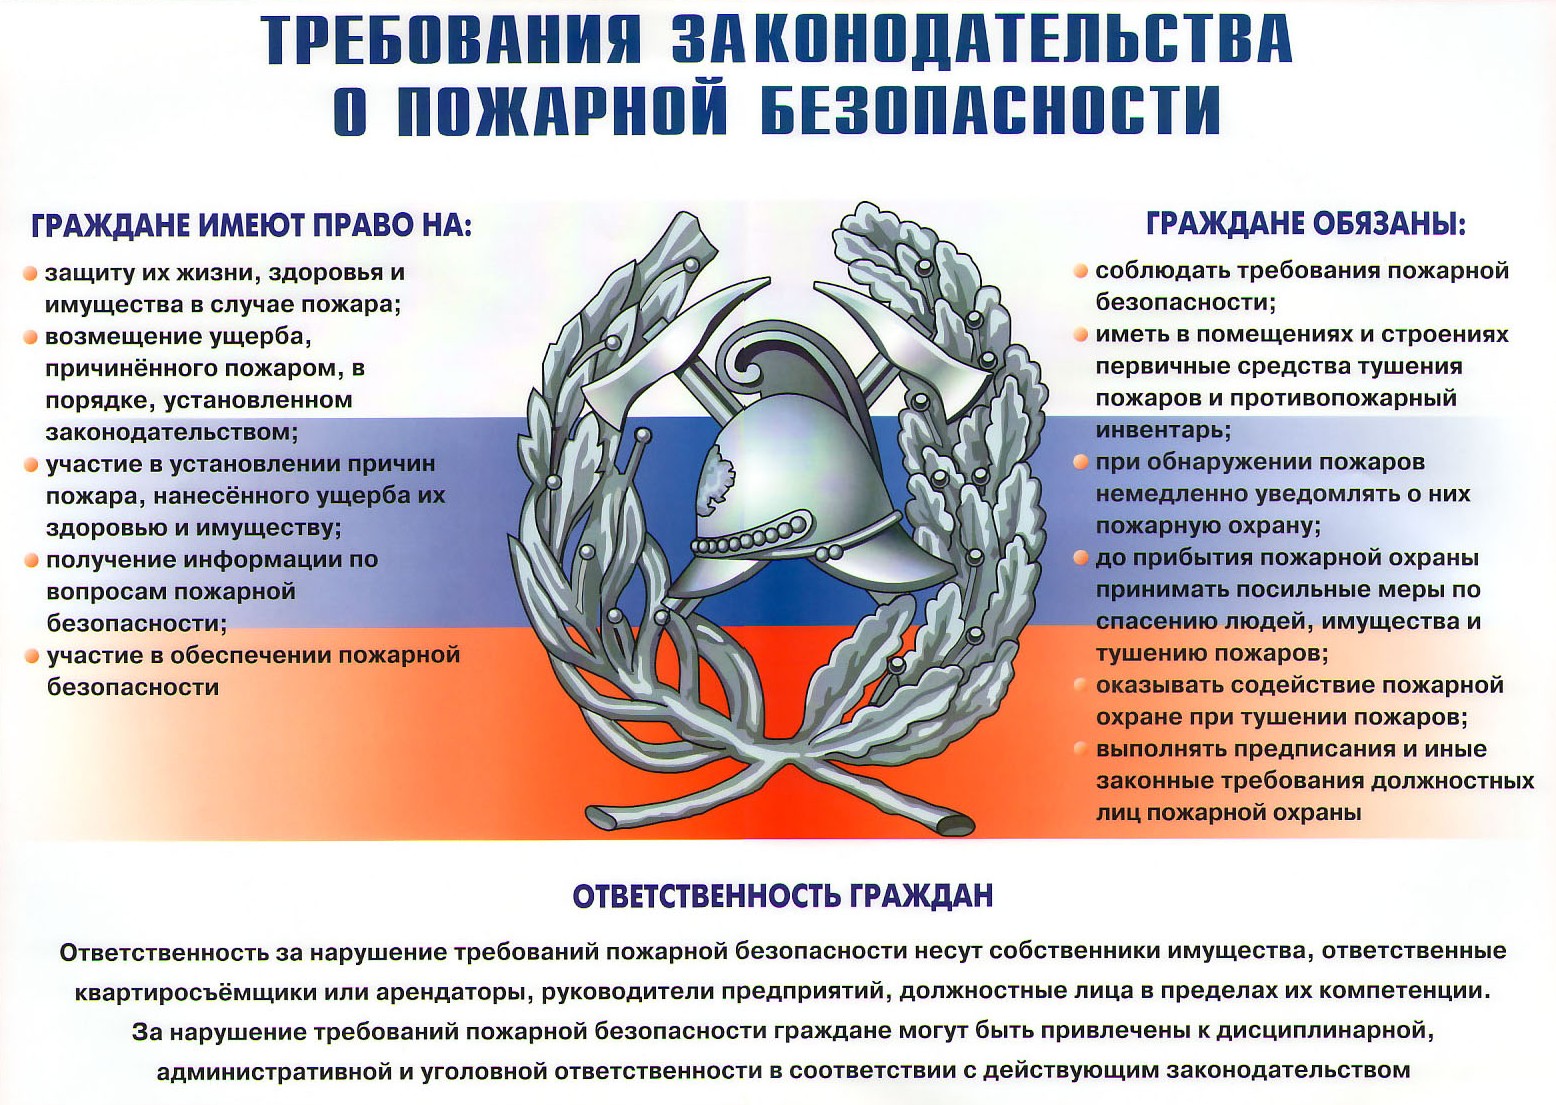 ТРЕБОВАНИЯ ЗАКОНОДАТЕЛЬСТВА
О ПОЖАРНОЙ БЕЗОПАСНОСТИ
ГРАЖДАНЕ ИМЕЮТ ПРАВО НА:
защиту их жизни, здоровья и
имущества в случае пожара;
возмещение ущерба,
причинённого пожаром, в
порядке, установленном
законодательством;
участие в установлении причин
пожара, нанесённого ущерба их
здоровью и имуществу;
получение информации по
вопросам пожарной
безопасности;
участие в обеспечении пожарной
безопасности
ГРАЖДАНЕ ОБЯЗАНЫ:
соблюдать требования пожарной
безопасности;
иметь в помещениях и строениях
первичные средства тушения
пожаров и противопожарный
инвентарь;
при обнаружении пожаров
немедленно уведомлять о них
пожарную охрану;
до прибытия пожарной охраны
принимать посильные меры по
спасению людей, имущества и
тушению пожаров;
оказывать содействие пожарной
охране при тушении пожаров;
выполнять предписания и иные
законные требования должностных
лиц пожарной охраны
ОТВЕТСТВЕННОСТЬ ГРАЖДАН
Ответственность за нарушение требований пожарной безопасности несут собственники имущества, ответственные
квартиросъёмщики или арендаторы, руководители предприятий, должностные лица в пределах их компетенции.
За нарушение требований пожарной безопасности граждане могут быть привлечены к дисциплинарной,
административной и уголовной ответственности в соответствии с действующим законодательством